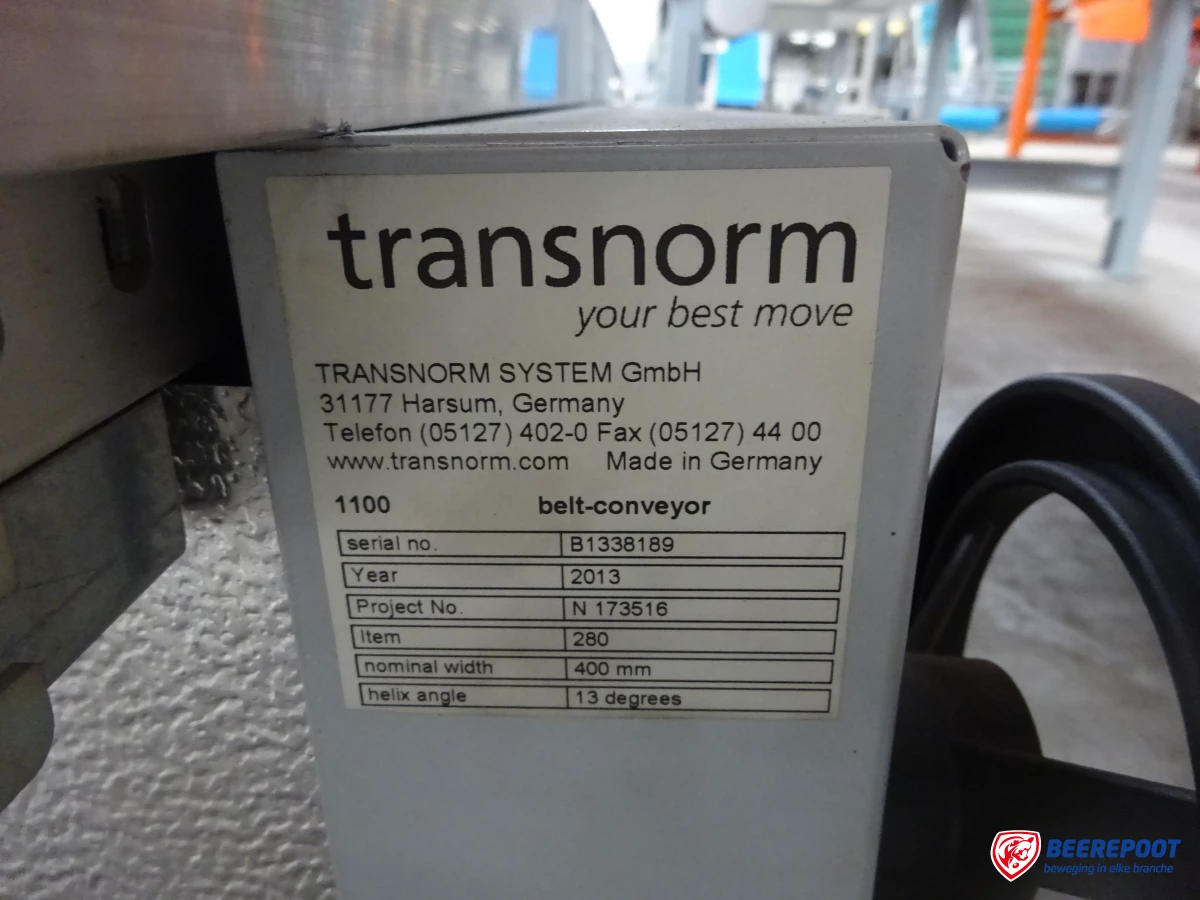 transnorm
your best move
TRANSNORM SYSTEM GmbH
31177 Harsum, Germany
Telefon (05127) 402-0 Fax (05127) 44 00
www.transnorm.com Made in Germany
1100 belt-conveyor
serial no. B1338189
Year 2013
Project No. N 173516
Item 280
nominal width 400 mm
helix angle 13 degrees
BEEREPOOT
beweging in elke branche